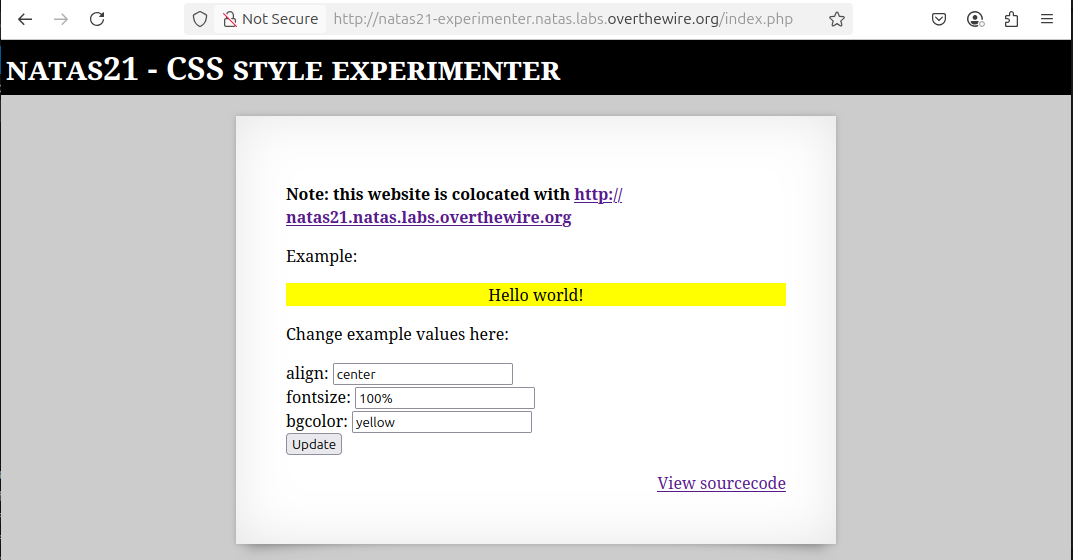 Not Secure http://natas21-experimenter.natas.labs.overthewire.org/index.php
NATAS21 - CSS STYLE EXPERIMENTER
Note: this website is colocated with http://
natas21.natas.labs.overthewire.org
Example:
Hello world!
Change example values here:
align: center
fontsize: 100%
bgcolor: yellow
Update
View sourcecode